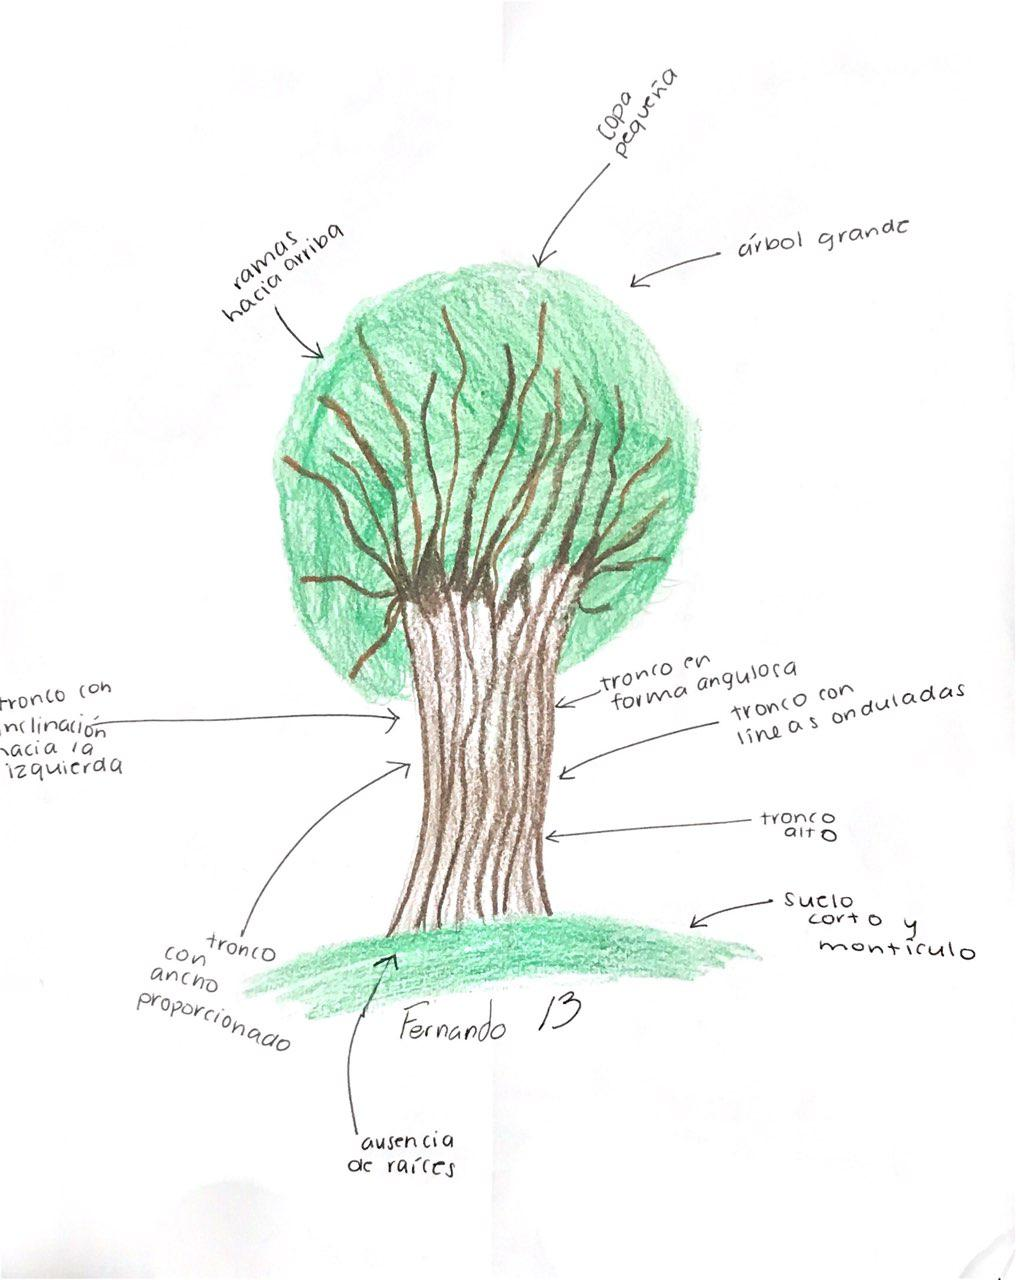 copa
pequeña
árbol grande
ramas
hacia arriba
tronco en
forma angulosa
tronco con
líneas onduladas
tronco con
inclinación
hacia la
izquierda
tronco
alto
suelo
corto y
montículo
tronco
con
ancho
proporcionado
Fernando 13
ausencia
de raíces